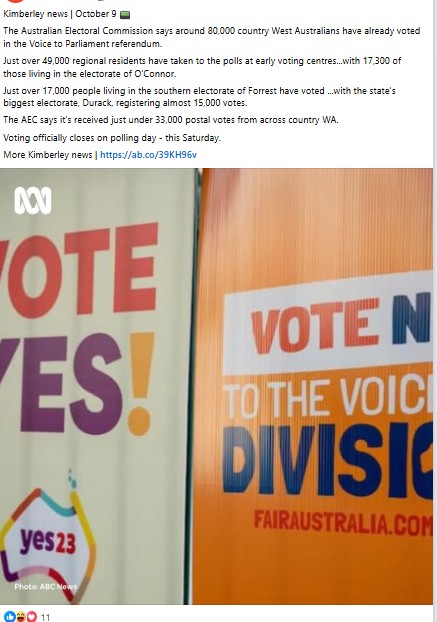 Kimberley news | October 9
The Australian Electoral Commission says around 80,000 country West Australians have already voted
in the Voice to Parliament referendum.
Just over 49,000 regional residents have taken to the polls at early voting centres...with 17,300 of
those living in the electorate of O'Connor.
Just over 17,000 people living in the southern electorate of Forrest have voted ...with the state's
biggest electorate, Durack, registering almost 15,000 votes.
The AEC says it's received just under 33,000 postal votes from across country WA.
Voting officially closes on polling day - this Saturday.
More Kimberley news | https://ab.co/39KH96v
VOTE
YES!
yes23
Photo: ABC News
VOTE N
TO THE VOIC
DIVISIO
FAIRAUSTRALIA.COM
11